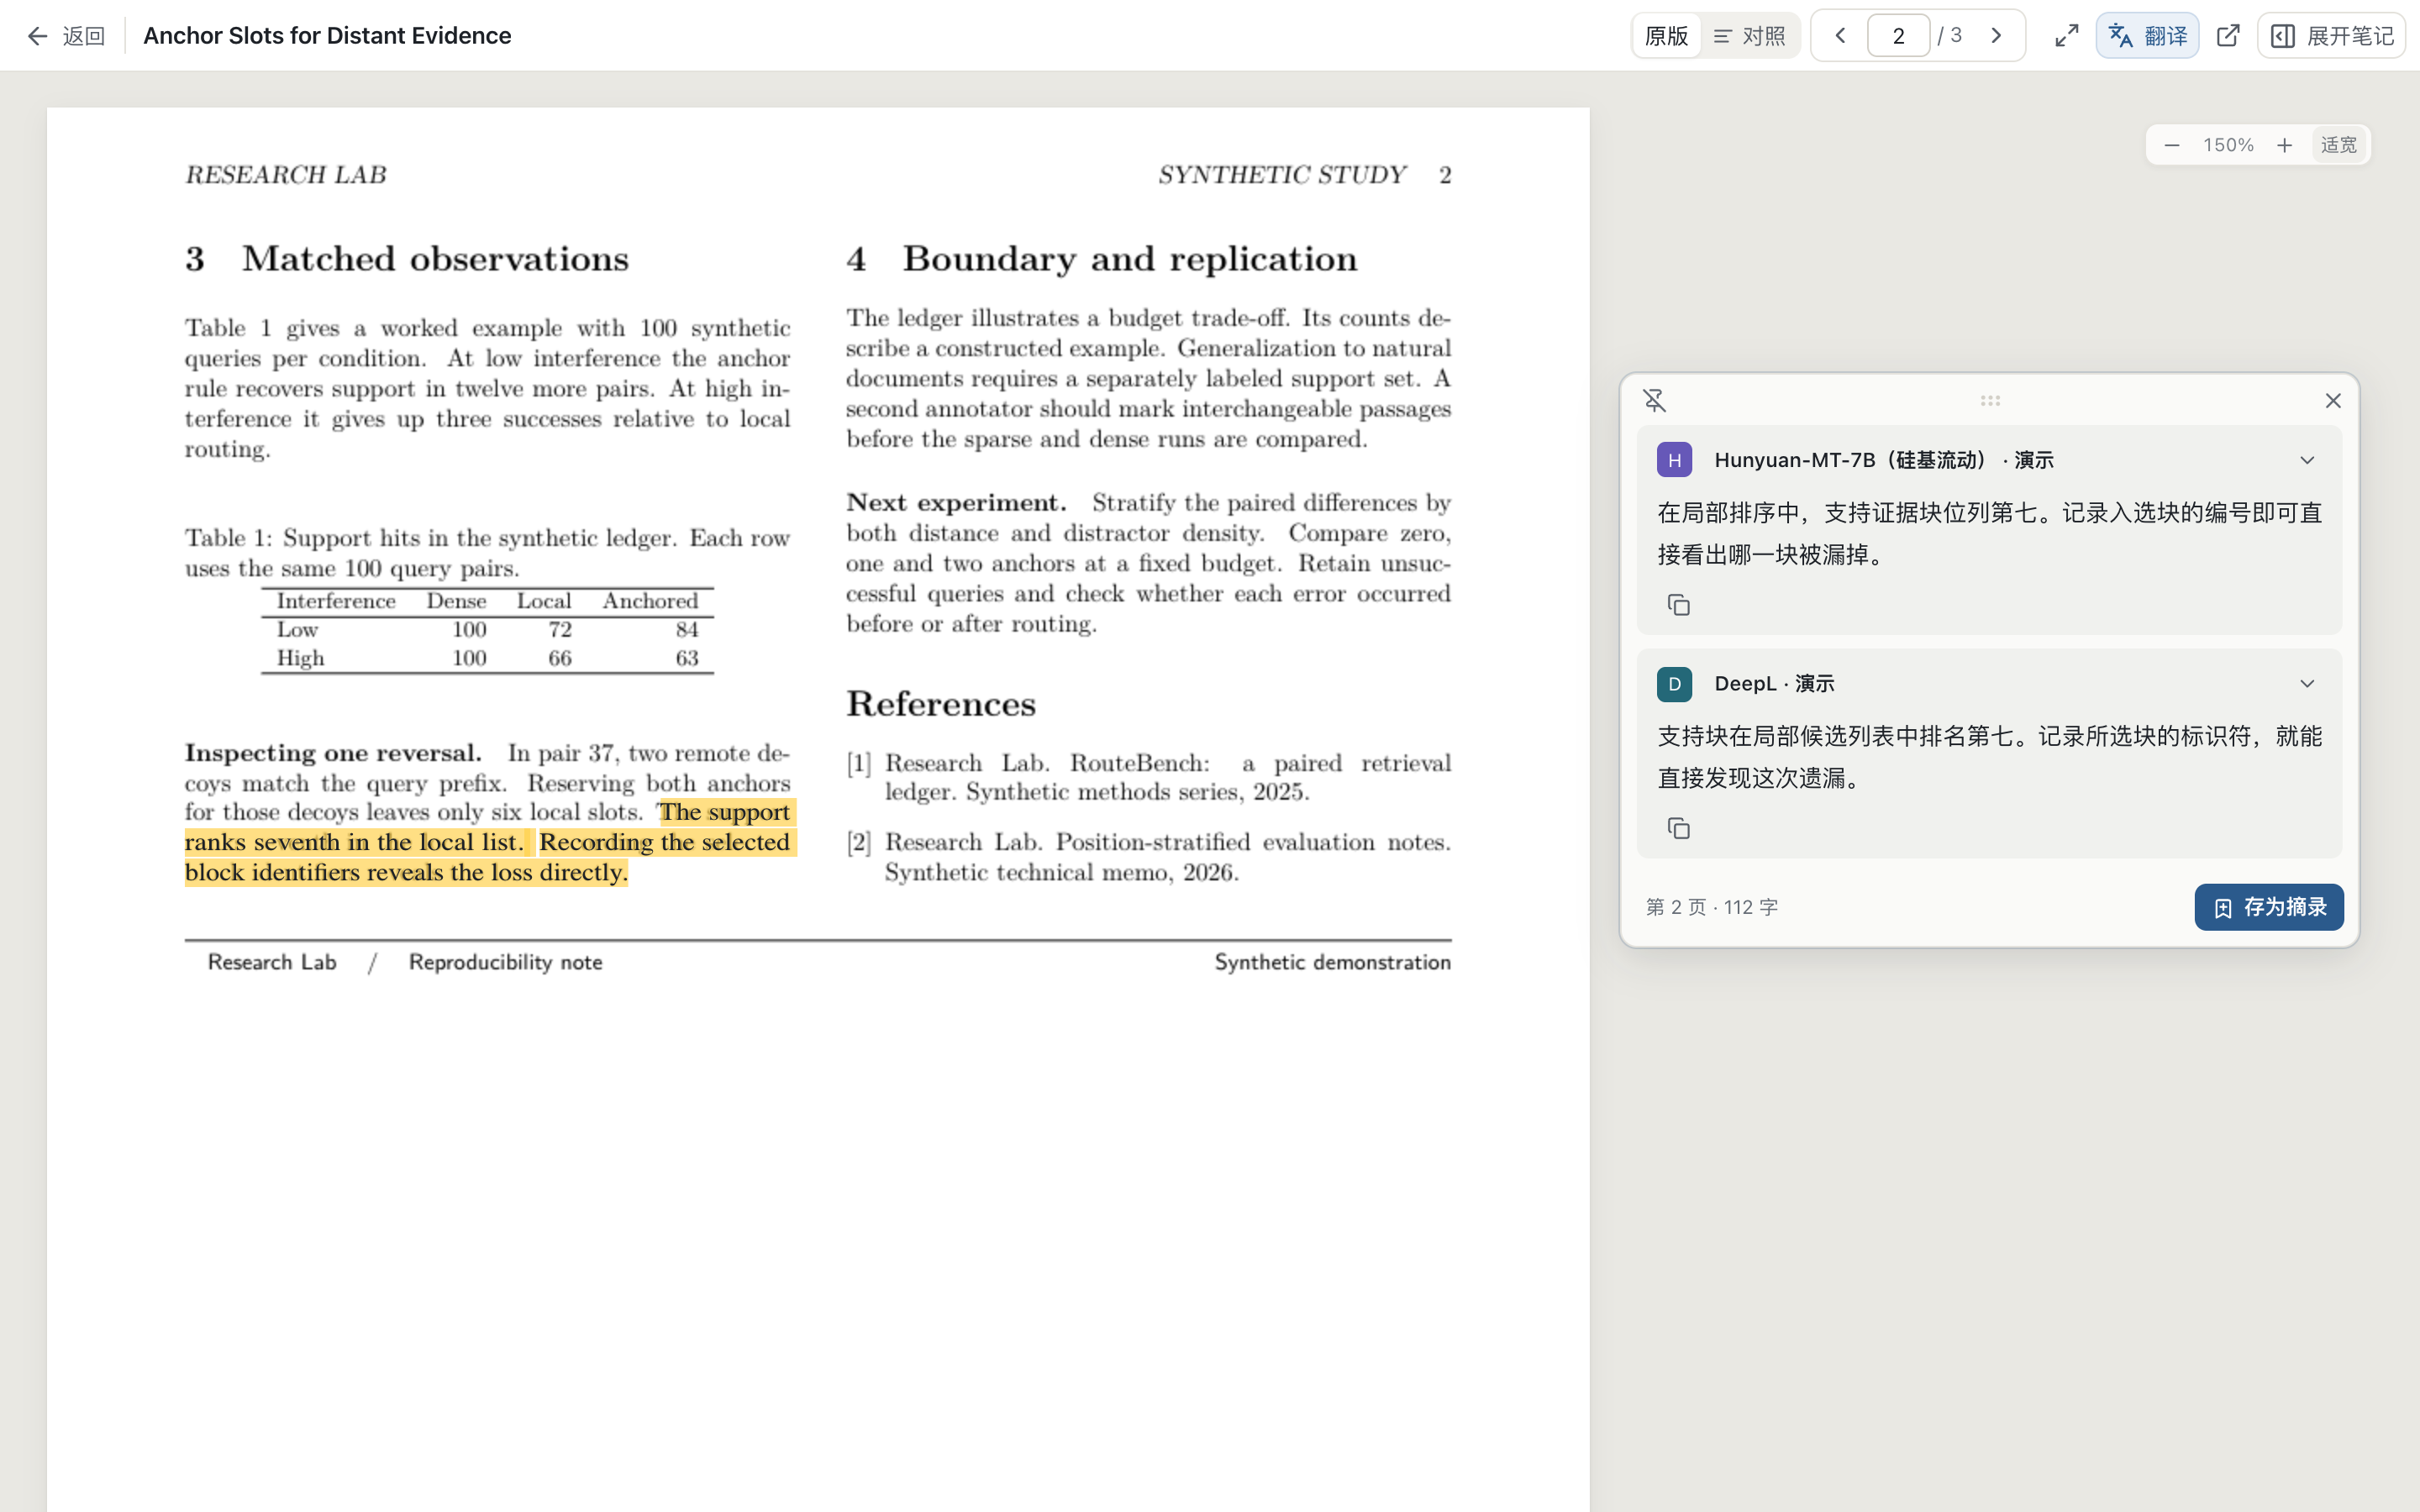 返回
Anchor Slots for Distant Evidence
原版
对照
2 / 3
翻译
展开笔记
150%
适宽
RESEARCH LAB
SYNTHETIC STUDY 2
3 Matched observations
Table 1 gives a worked example with 100 synthetic
queries per condition. At low interference the anchor
rule recovers support in twelve more pairs. At high in-
terference it gives up three successes relative to local
routing.
Table 1: Support hits in the synthetic ledger. Each row
uses the same 100 query pairs.
Interference Dense Local Anchored
Low 100 72 84
High 100 66 63
Inspecting one reversal. In pair 37, two remote de-
coys match the query prefix. Reserving both anchors
for those decoys leaves only six local slots. The support
ranks seventh in the local list. Recording the selected
block identifiers reveals the loss directly.
4 Boundary and replication
The ledger illustrates a budget trade-off. Its counts de-
scribe a constructed example. Generalization to natural
documents requires a separately labeled support set. A
second annotator should mark interchangeable passages
before the sparse and dense runs are compared.
Next experiment. Stratify the paired differences by
both distance and distractor density. Compare zero,
one and two anchors at a fixed budget. Retain unsuc-
cessful queries and check whether each error occurred
before or after routing.
References
[1] Research Lab. RouteBench: a paired retrieval
ledger. Synthetic methods series, 2025.
[2] Research Lab. Position-stratified evaluation notes.
Synthetic technical memo, 2026.
Research Lab / Reproducibility note
Synthetic demonstration
H
Hunyuan-MT-7B（硅基流动） · 演示
在局部排序中，支持证据块位列第七。记录入选块的编号即可直
接看出哪一块被漏掉。
D
DeepL · 演示
支持块在局部候选列表中排名第七。记录所选块的标识符，就能
直接发现这次遗漏。
第 2 页 · 112 字
存为摘录